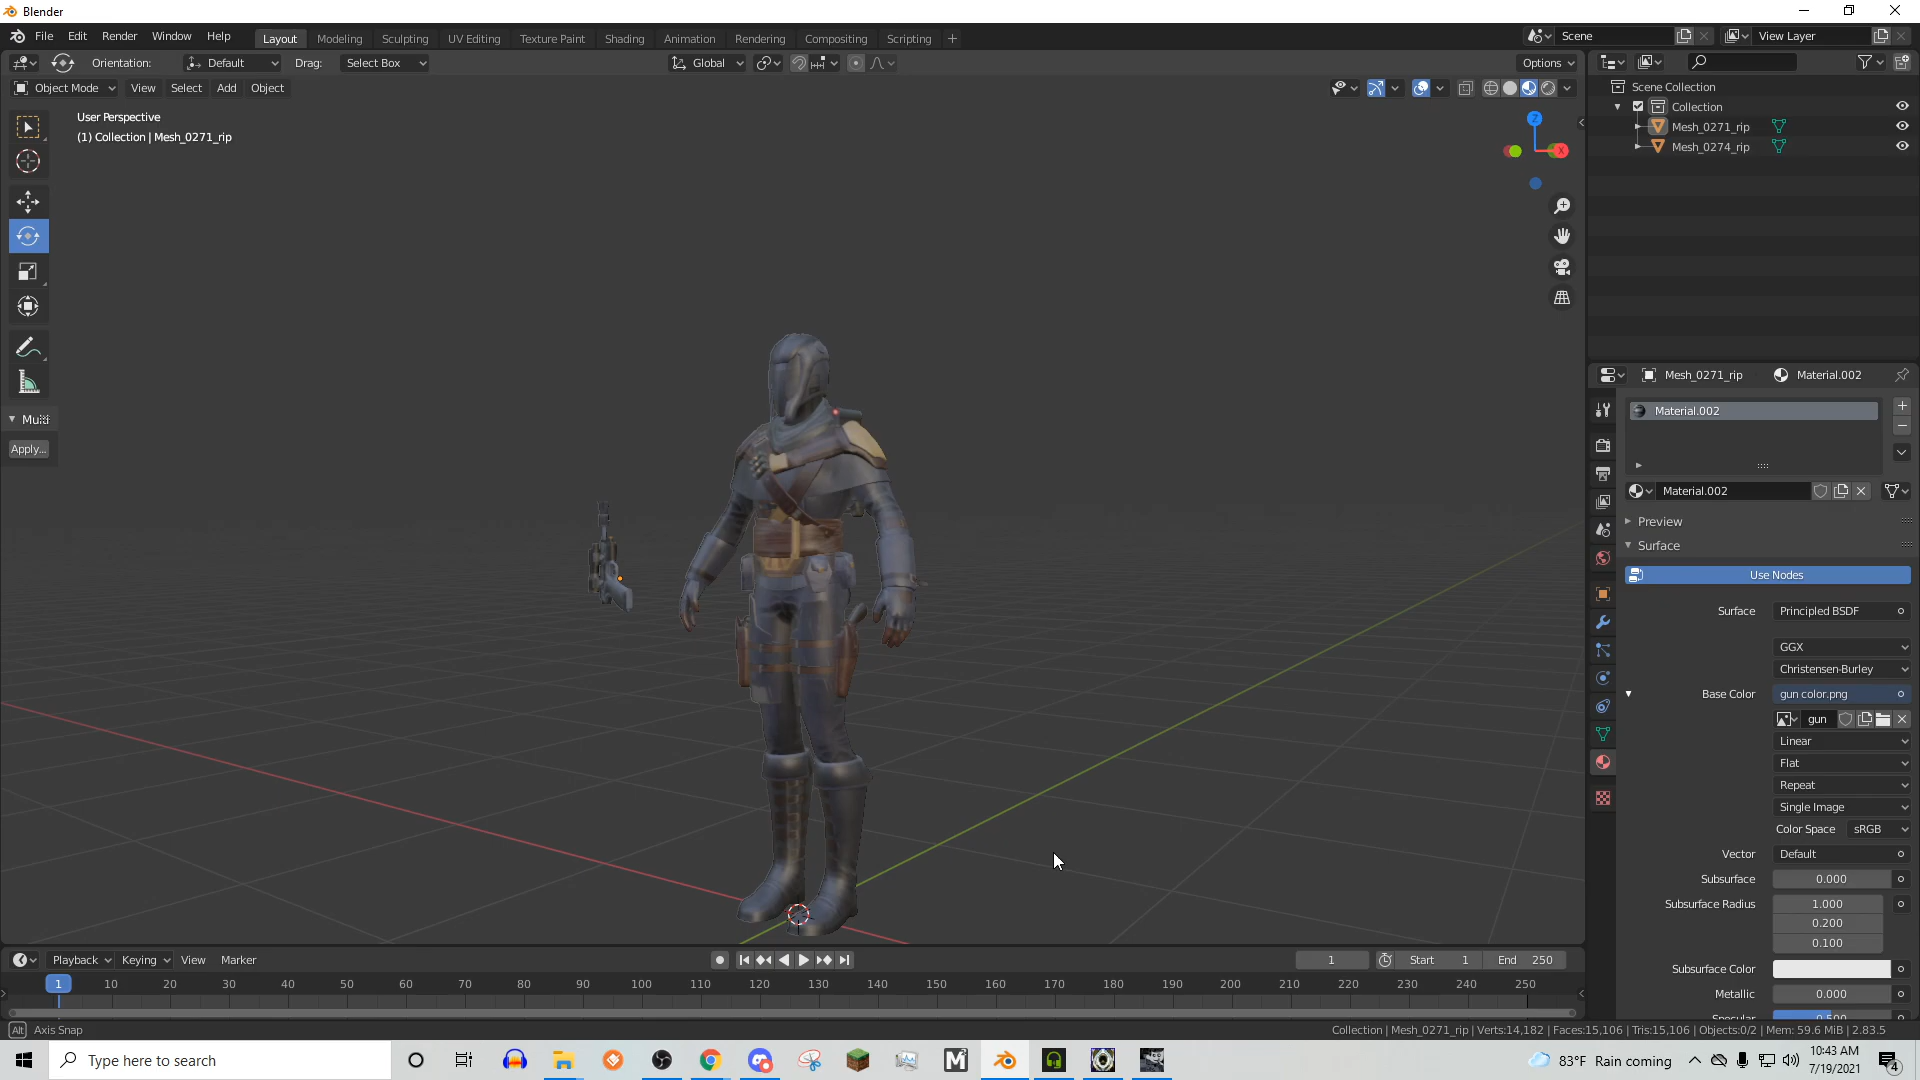 Blender
File Edit Render Window Help Layout Modeling Sculpting UV Editing Texture Paint Shading Animation Rendering Compositing Scripting + Scene View Layer
Orientation: Default Drag: Select Box Global Options
Object Mode View Select Add Object
User Perspective
(1) Collection | Mesh_0271_rip
Z
X
Apply...
Scene Collection
Collection
Mesh_0271_rip
Mesh_0274_rip
Mesh_0271_rip Material.002
Material.002
Material.002
Preview
Surface
Use Nodes
Surface Principled BSDF
GGX
Christensen-Burley
Base Color gun color.png
gun
Linear
Flat
Repeat
Single Image
Color Space sRGB
Vector Default
Subsurface 0.000
Subsurface Radius 1.000
0.200
0.100
Subsurface Color
Metallic 0.000
Specular 0.500
Playback Keying View Marker 1 Start 1 End 250
1 10 20 30 40 50 60 70 80 90 100 110 120 130 140 150 160 170 180 190 200 210 220 230 240 250
Alt Axis Snap Collection | Mesh_0271_rip | Verts:14,182 | Faces:15,106 | Tris:15,106 | Objects:0/2 | Mem: 59.6 MiB | 2.83.5
Type here to search 83°F Rain coming 10:43 AM
7/19/2021
4